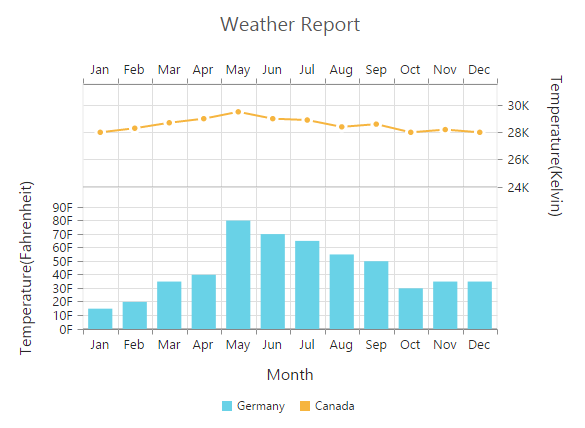 Weather Report
Jan Feb Mar Apr May Jun Jul Aug Sep Oct Nov Dec
30K
28K
26K
24K
Temperature(Kelvin)
Temperature(Fahrenheit)
90F
80F
70F
60F
50F
40F
30F
20F
10F
0F
Jan Feb Mar Apr May Jun Jul Aug Sep Oct Nov Dec
Month
Germany Canada